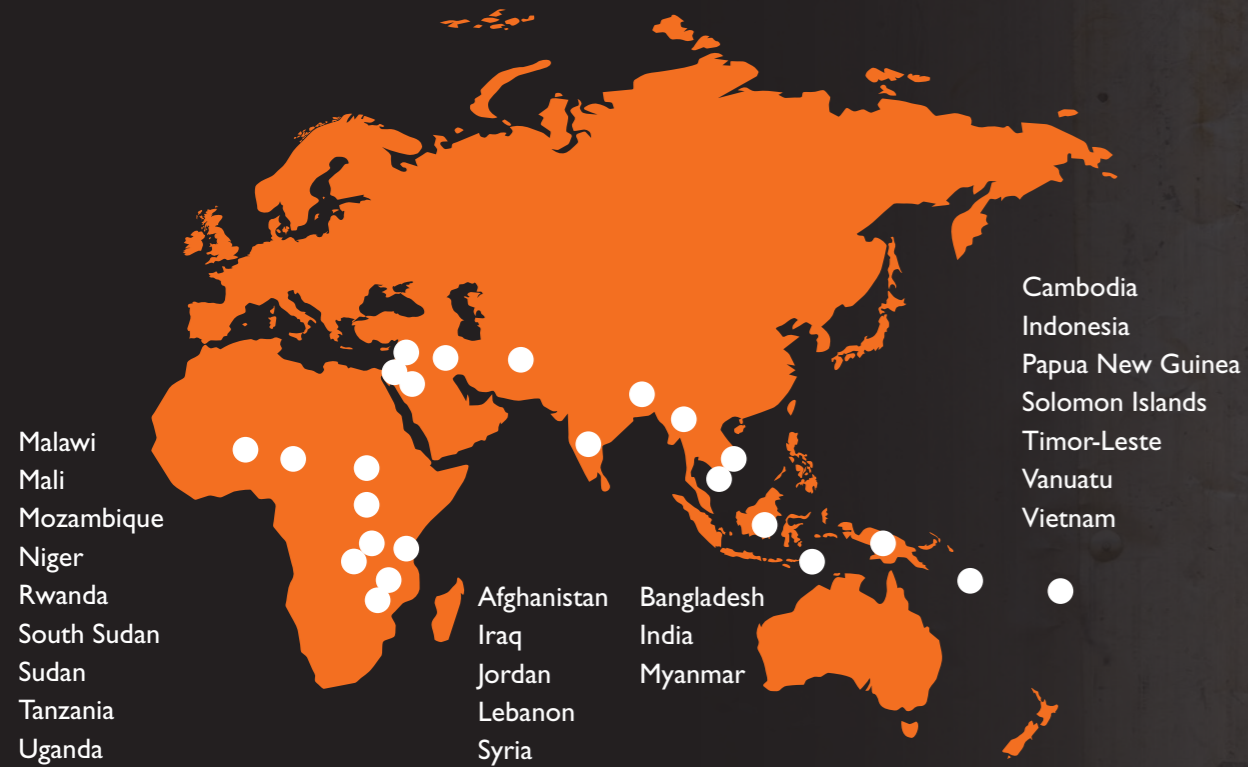 Cambodia
Indonesia
Papua New Guinea
Solomon Islands
Timor-Leste
Vanuatu
Vietnam
Malawi
Mali
Mozambique
Niger
Rwanda
South Sudan
Sudan
Tanzania
Uganda
Afghanistan
Iraq
Jordan
Lebanon
Syria
Bangladesh
India
Myanmar